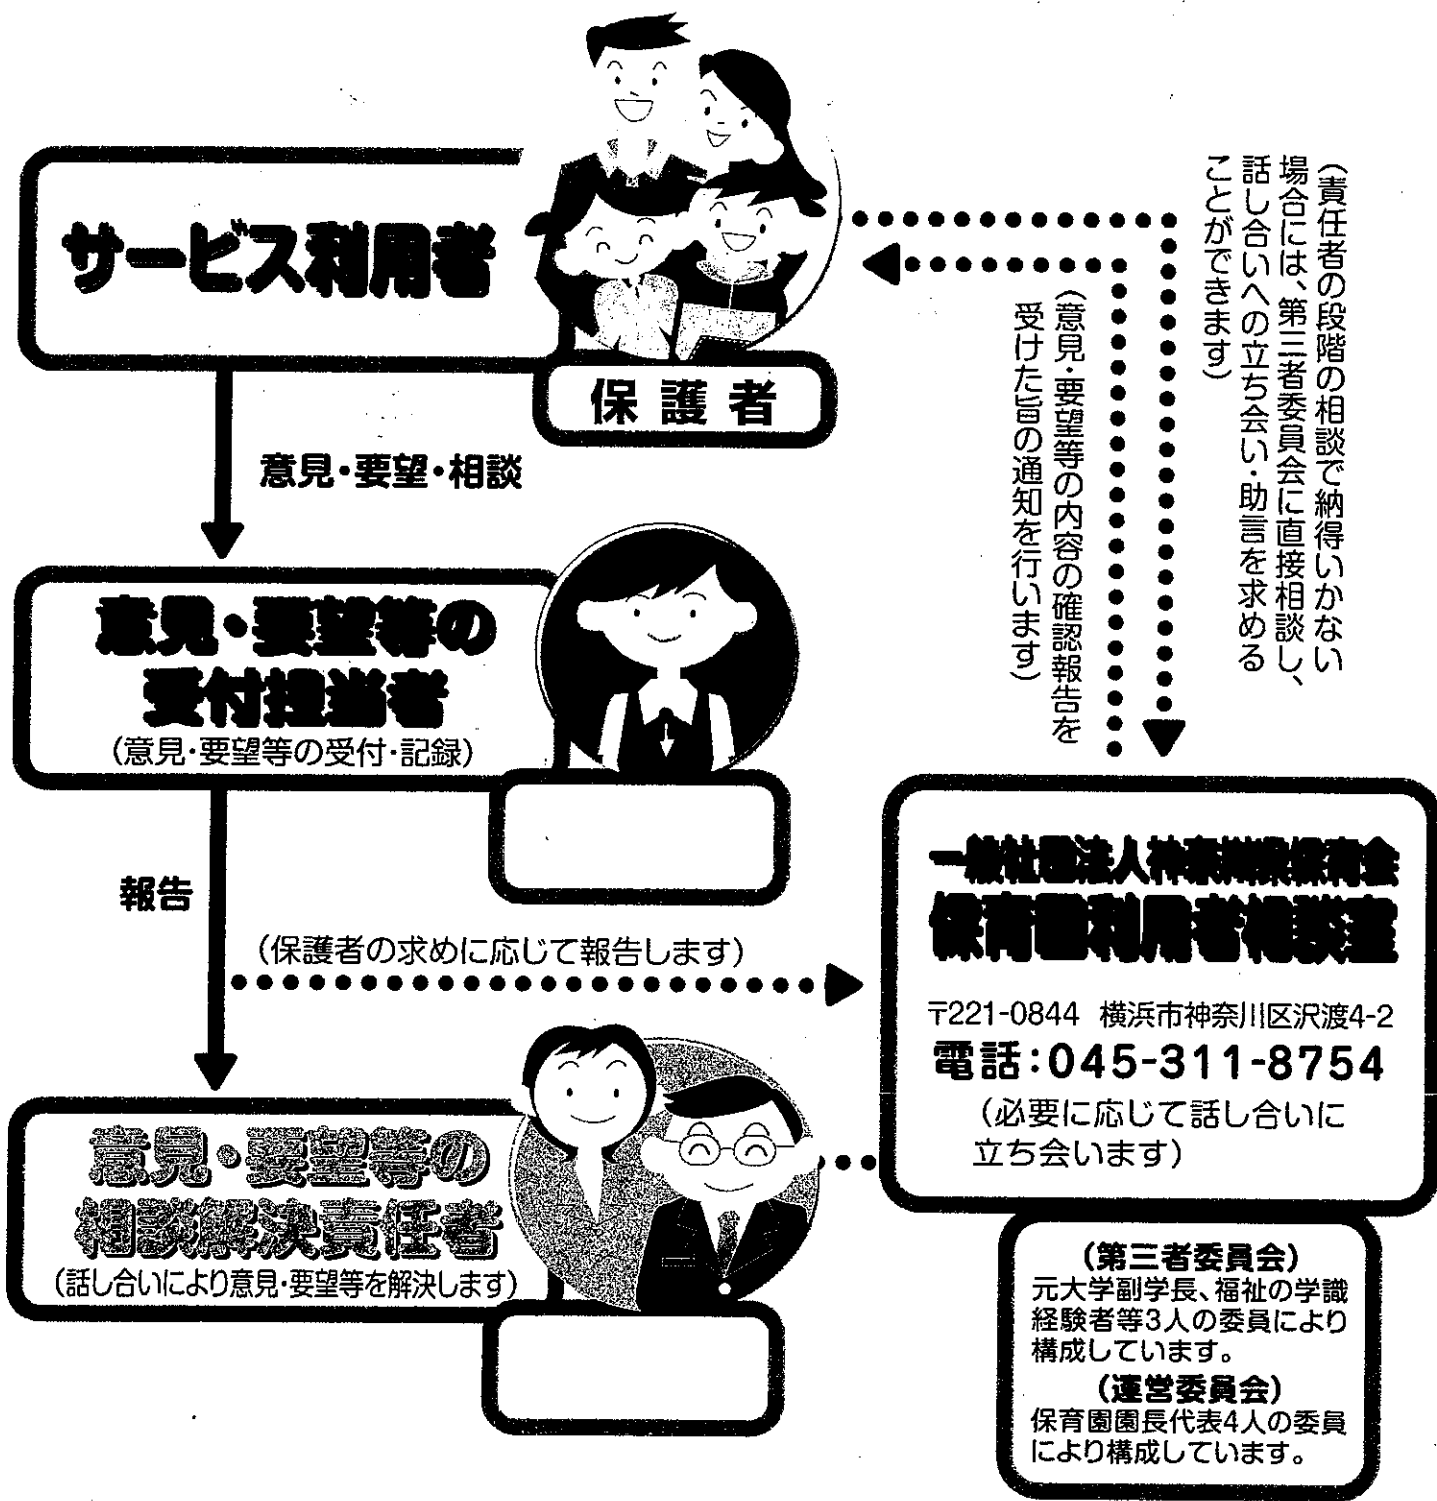 サービス利用者
保護者
意見・要望・相談
(責任者の段階の相談で納得いかない
場合には、第三者委員会に直接相談し、
話し合いへの立ち会い・助言を求める
ことができます)
(意見・要望等の内容の確認報告を
受けた旨の通知を行います)
意見・要望等の
受付担当者
(意見・要望等の受付・記録)
報告
(保護者の求めに応じて報告します)
一般社団法人神奈川県保育会
保育園利用者相談室
〒221-0844 横浜市神奈川区沢渡4-2
電話:045-311-8754
(必要に応じて話し合いに
立ち会います)
意見・要望等の
相談解決責任者
(話し合いにより意見・要望等を解決します)
(第三者委員会)
元大学副学長、福祉の学識
経験者等3人の委員により
構成しています。
(運営委員会)
保育園園長代表4人の委員
により構成しています。